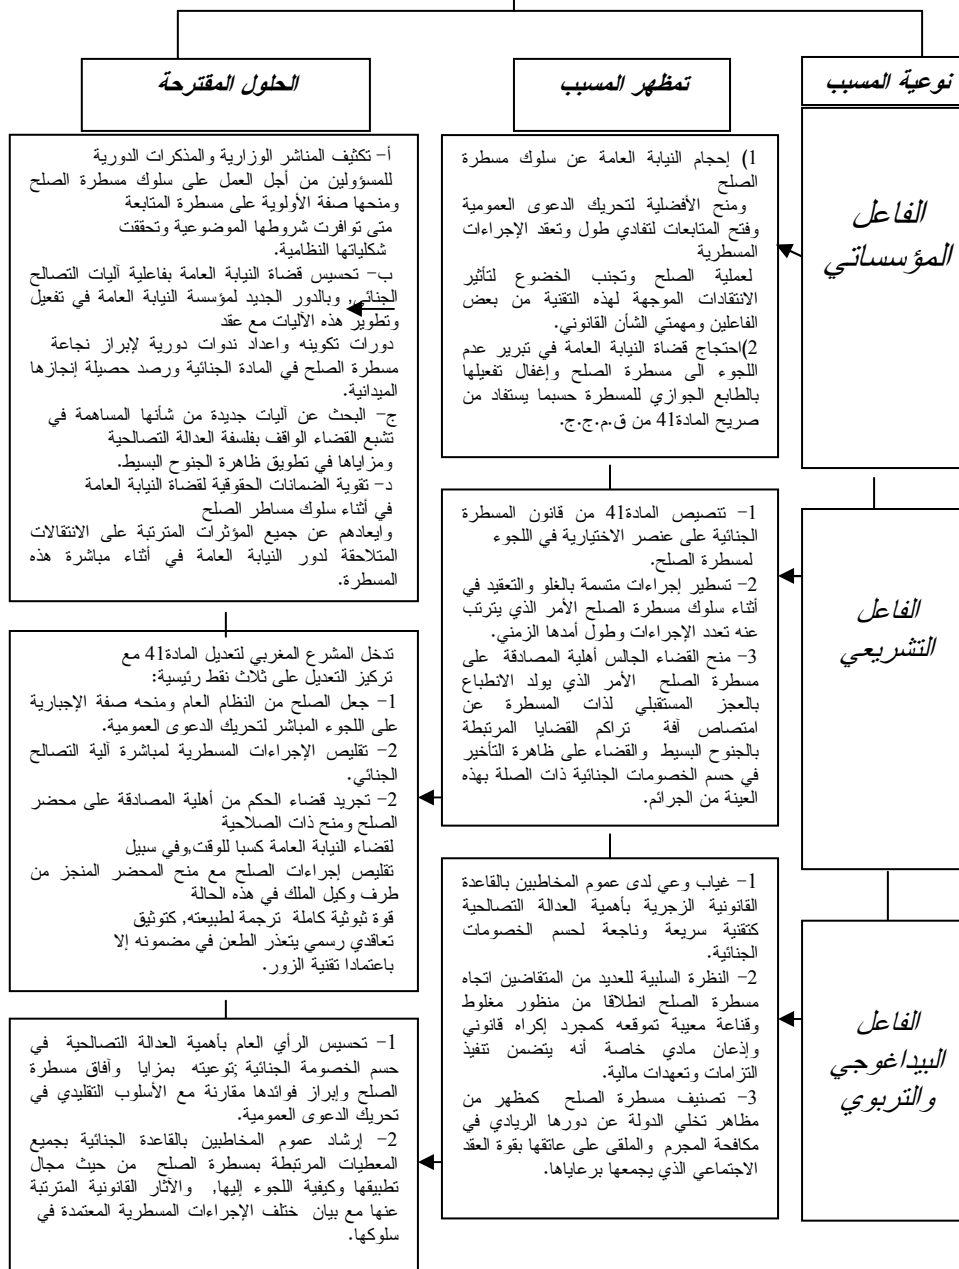 نوعية المسبب
تمظهر المسبب
الحلول المقترحة
الفاعل
المؤسساتي
1) إحجام النيابة العامة عن سلوك مسطرة
الصلح
ومنح الأفضلية لتحريك الدعوى العمومية
وفتح المتابعات لتفادي طول وتعقد الإجراءات
المسطرية
لعملية الصلح وتجنب الخضوع لتأثير
الانتقادات الموجهة لهذه التقنية من بعض
الفاعلين ومهمتي الشأن القانوني.
2)احتجاج قضاة النيابة العامة في تبرير عدم
اللجوء الى مسطرة الصلح وإغفال تفعيلها
بالطابع الجوازي للمسطرة حسبما يستفاد من
صريح المادة41 من ق.م.ج.ج.
أ- تكثيف المناشر الوزارية والمذكرات الدورية
للمسؤولين من أجل العمل على سلوك مسطرة الصلح
ومنحها صفة الأولوية على مسطرة المتابعة
متى توافرت شروطها الموضوعية وتحققت
شكلياتها النظامية.
ب- تحسيس قضاة النيابة العامة بفاعلية آليات التصالح
الجنائي, وبالدور الجديد لمؤسسة النيابة العامة في تفعيل
وتطوير هذه الآليات مع عقد
دورات تكوينه واعداد ندوات دورية لإبراز نجاعة
مسطرة الصلح في المادة الجنائية ورصد حصيلة إنجازها
الميدانية.
ج- البحث عن آليات جديدة من شأنها المساهمة في
تشبع القضاء الواقف بفلسفة العدالة التصالحية
ومزاياها في تطويق ظاهرة الجنوح البسيط.
د- تقوية الضمانات الحقوقية لقضاة النيابة العامة
في أثناء سلوك مساطر الصلح
وابعادهم عن جميع المؤثرات المترتبة على الانتقالات
المتلاحقة لدور النيابة العامة في أثناء مباشرة هذه
المسطرة.
الفاعل
التشريعي
1- تنصيص المادة41 من قانون المسطرة
الجنائية على عنصر الاختيارية في اللجوء
لمسطرة الصلح.
2- تسطير إجراءات متسمة بالغلو والتعقيد في
أثناء سلوك مسطرة الصلح الأمر الذي يترتب
عنه تعدد الإجراءات وطول أمدها الزمني.
3- منح القضاء الجالس أهلية المصادقة على
مسطرة الصلح الأمر الذي يولد الانطباع
بالعجز المستقبلي لذات المسطرة عن
امتصاص آفة تراكم القضايا المرتبطة
بالجنوح البسيط والقضاء على ظاهرة التأخير
في حسم الخصومات الجنائية ذات الصلة بهذه
العينة من الجرائم.
تدخل المشرع المغربي لتعديل المادة41 مع
تركيز التعديل على ثلاث نقط رئيسية:
1- جعل الصلح من النظام العام ومنحه صفة الإجبارية
على اللجوء المباشر لتحريك الدعوى العمومية.
2- تقليص الإجراءات المسطرية لمباشرة آلية التصالح
الجنائي.
2- تجريد قضاء الحكم من أهلية المصادقة على محضر
الصلح ومنح ذات الصلاحية
لقضاء النيابة العامة كسبا للوقت,وفي سبيل
تقليص إجراءات الصلح مع منح المحضر المنجز من
طرف وكيل الملك في هذه الحالة
قوة ثبوتية كاملة ترجمة لطبيعته, كتوثيق
تعاقدي رسمي يتعذر الطعن في مضمونه إلا
باعتمادا تقنية الزور.
الفاعل
البيداغوجي
والتربوي
1- غياب وعي لدى عموم المخاطبين بالقاعدة
القانونية الزجرية بأهمية العدالة التصالحية
كتقنية سريعة وناجعة لحسم الخصومات
الجنائية.
2- النظرة السلبية للعديد من المتقاضين اتجاه
مسطرة الصلح انطلاقا من منظور مغلوط
وقناعة معيبة تموقعه كمجرد إكراه قانوني
وإذعان مادي خاصة أنه يتضمن تنفيذ
التزامات وتعهدات مالية.
3- تصنيف مسطرة الصلح كمظهر من
مظاهر تخلي الدولة عن دورها الريادي في
مكافحة المجرم والملقى على عاتقها بقوة العقد
الاجتماعي الذي يجمعها برعاياها.
1- تحسيس الرأي العام بأهمية العدالة التصالحية في
حسم الخصومة الجنائية ;توعيته بمزايا وآفاق مسطرة
الصلح وإبراز فوائدها مقارنة مع الأسلوب التقليدي في
تحريك الدعوى العمومية.
2- إرشاد عموم المخاطبين بالقاعدة الجنائية بجميع
المعطيات المرتبطة بمسطرة الصلح من حيث مجال
تطبيقها وكيفية اللجوء إليها, والآثار القانونية المترتبة
عنها مع بيان ختلف الإجراءات المسطرية المعتمدة في
سلوكها.